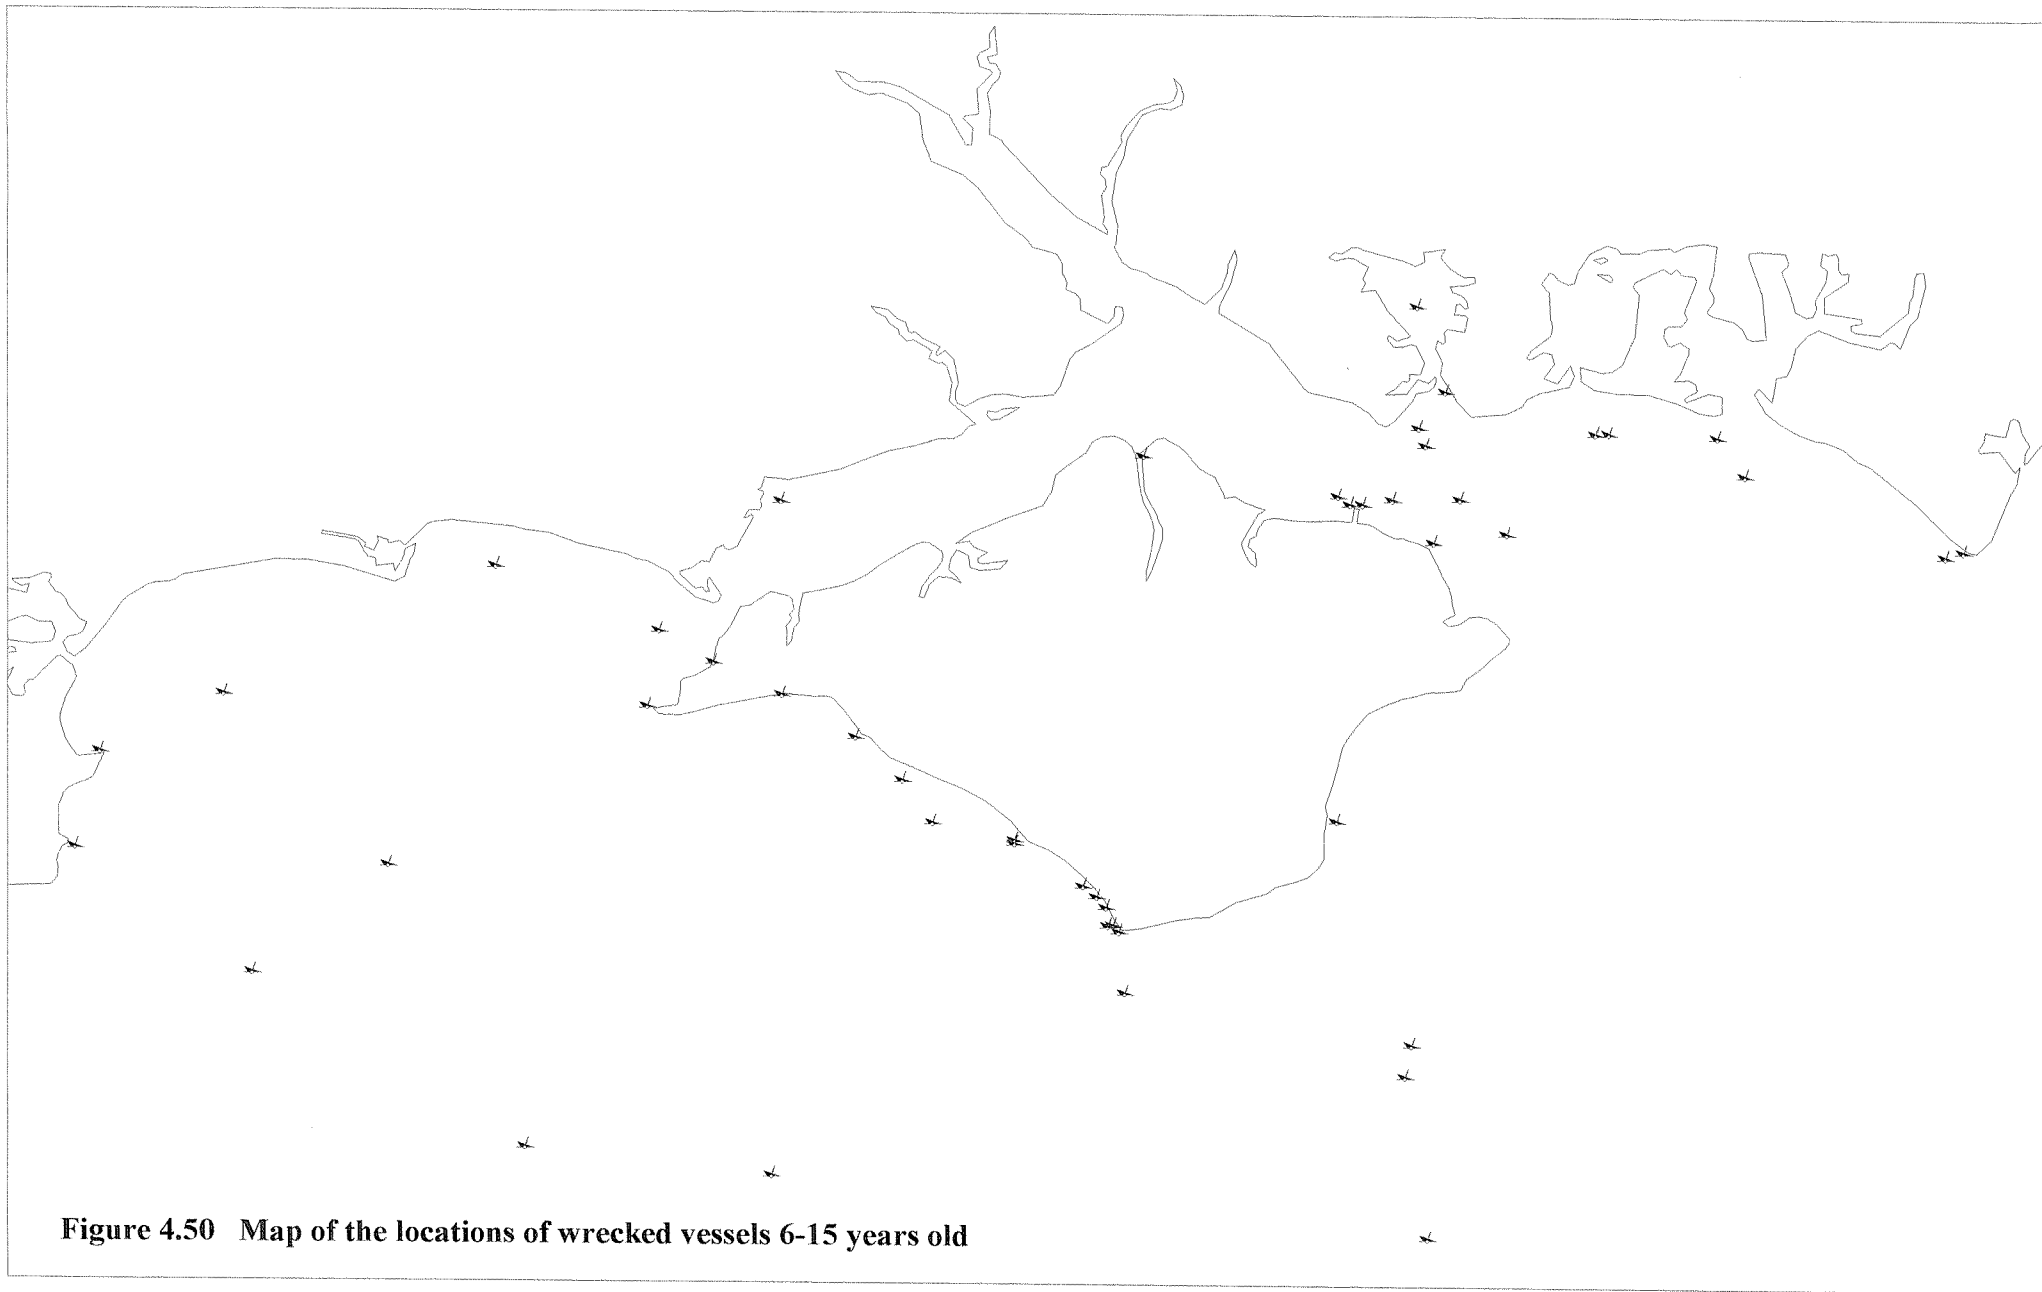 Figure 4.50 Map of the locations of wrecked vessels 6-15 years old